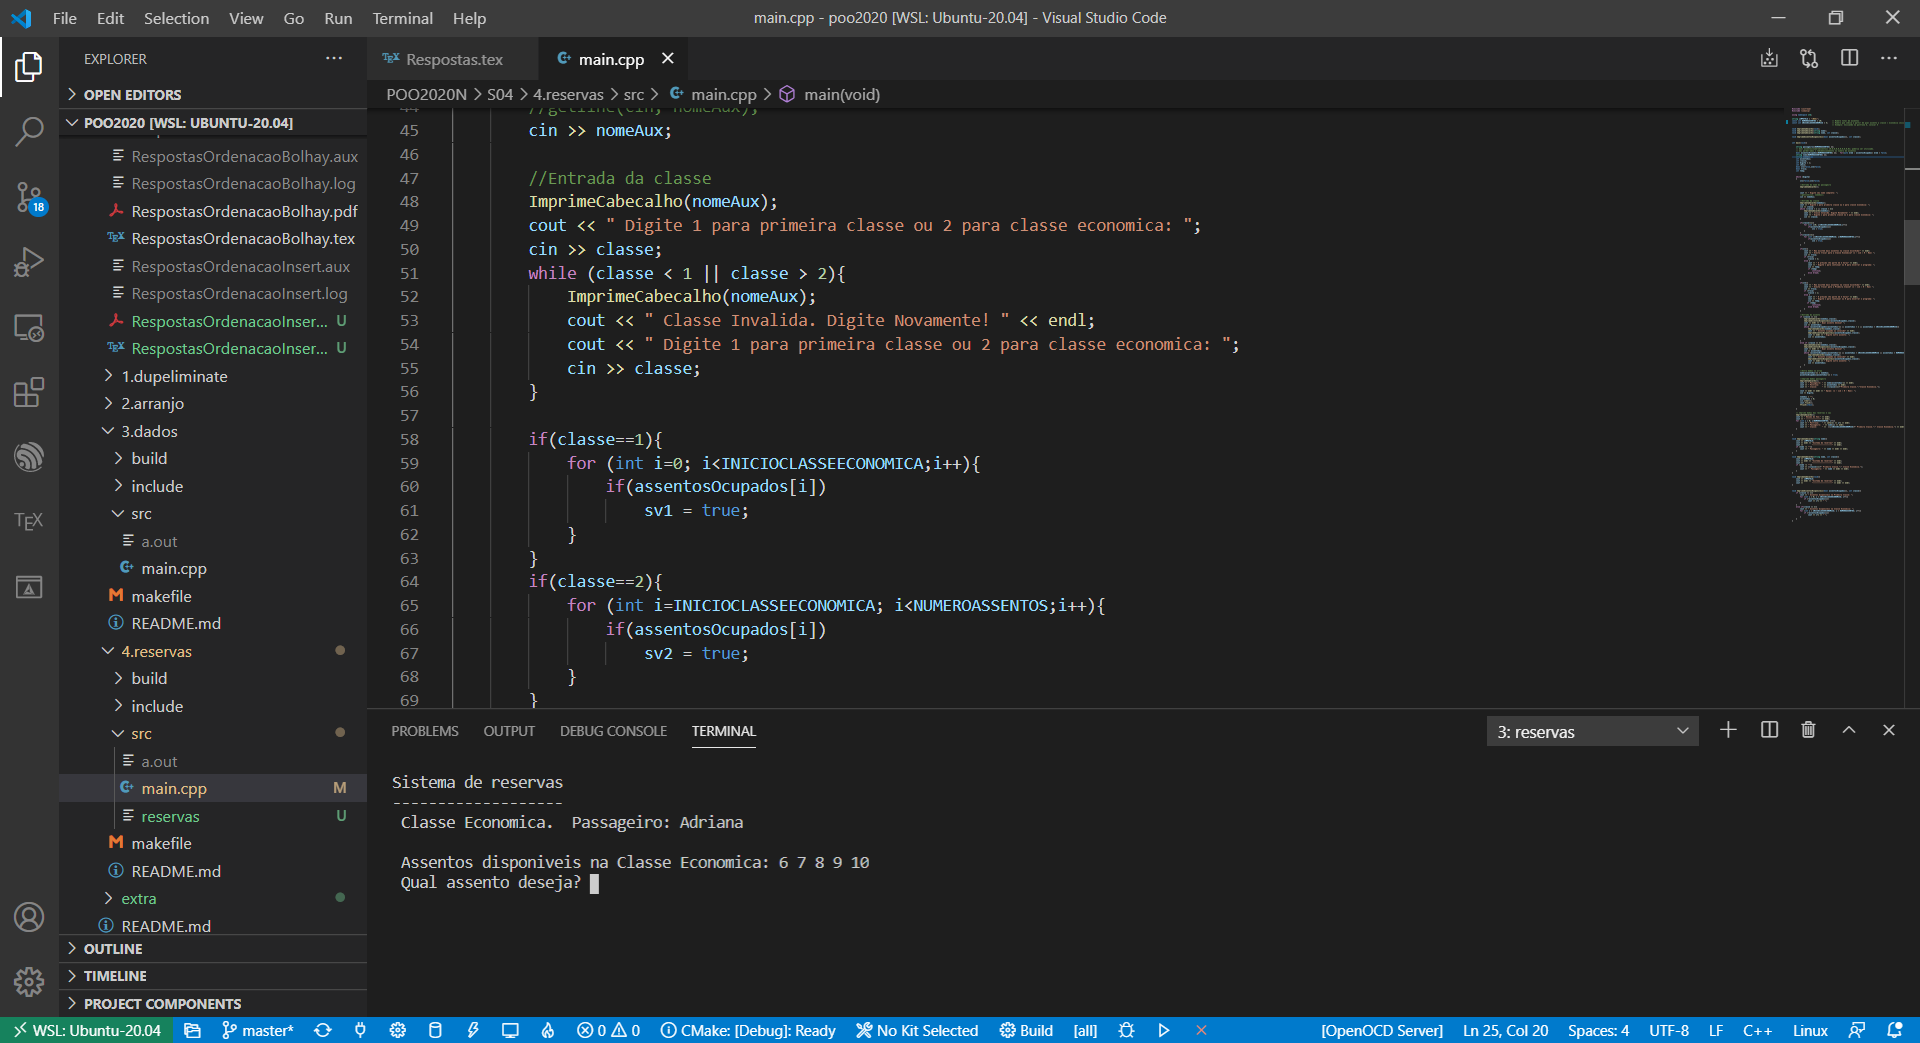 File Edit Selection View Go Run Terminal Help
main.cpp - poo2020 [WSL: Ubuntu-20.04] - Visual Studio Code
EXPLORER
OPEN EDITORS
POO2020 [WSL: UBUNTU-20.04]
RespostasOrdenacaoBolhay.aux
RespostasOrdenacaoBolhay.log
RespostasOrdenacaoBolhay.pdf
TEX RespostasOrdenacaoBolhay.tex
RespostasOrdenacaoInsert.aux
RespostasOrdenacaoInsert.log
RespostasOrdenacaoInser... U
TEX RespostasOrdenacaoInser... U
1.dupeliminate
2.arranjo
3.dados
build
include
src
a.out
main.cpp
makefile
README.md
4.reservas
build
include
src
a.out
main.cpp M
reservas U
makefile
README.md
extra
README.md
OUTLINE
TIMELINE
PROJECT COMPONENTS
18
TEX
TEX Respostas.tex
main.cpp
POO2020N > S04 > 4.reservas > src > main.cpp > main(void)
44 //getline(cin, nomeAux);
45 cin >> nomeAux;
46
47 //Entrada da classe
48 ImprimeCabecalho(nomeAux);
49 cout << " Digite 1 para primeira classe ou 2 para classe economica: ";
50 cin >> classe;
51 while (classe < 1 || classe > 2){
52 ImprimeCabecalho(nomeAux);
53 cout << " Classe Invalida. Digite Novamente! " << endl;
54 cout << " Digite 1 para primeira classe ou 2 para classe economica: ";
55 cin >> classe;
56 }
57
58 if(classe==1){
59 for (int i=0; i<INICIOCLASSEECONOMICA;i++){
60 if(assentosOcupados[i])
61 sv1 = true;
62 }
63 }
64 if(classe==2){
65 for (int i=INICIOCLASSEECONOMICA; i<NUMEROASSENTOS;i++){
66 if(assentosOcupados[i])
67 sv2 = true;
68 }
69 }
PROBLEMS OUTPUT DEBUG CONSOLE TERMINAL
3: reservas
Sistema de reservas
-------------------
Classe Economica. Passageiro: Adriana
Assentos disponiveis na Classe Economica: 6 7 8 9 10
Qual assento deseja?
WSL: Ubuntu-20.04 master* 0 0 CMake: [Debug]: Ready No Kit Selected Build [all] [OpenOCD Server] Ln 25, Col 20 Spaces: 4 UTF-8 LF C++ Linux